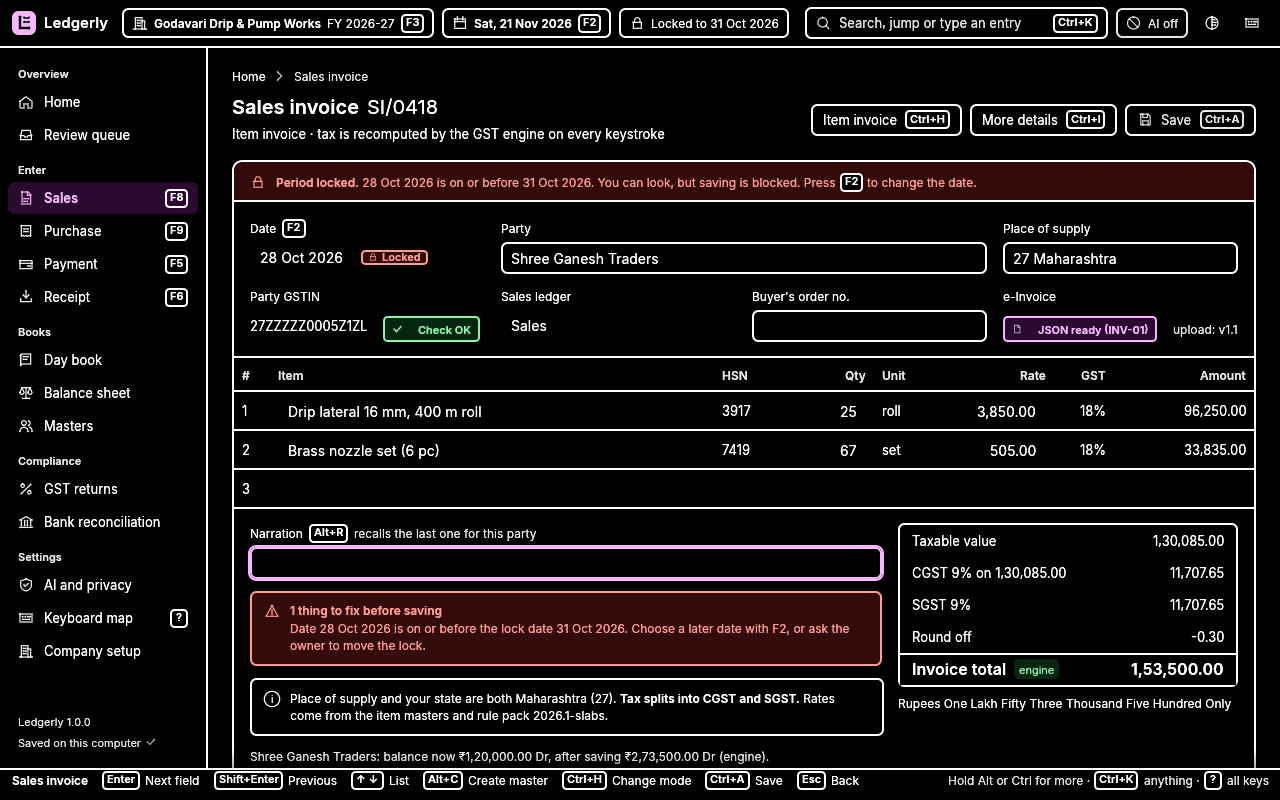 Ledgerly
Godavari Drip & Pump Works FY 2026-27 F3
Sat, 21 Nov 2026 F2
Locked to 31 Oct 2026
Search, jump or type an entry Ctrl+K
AI off
Overview
Home
Review queue
Enter
Sales F8
Purchase F9
Payment F5
Receipt F6
Books
Day book
Balance sheet
Masters
Compliance
GST returns
Bank reconciliation
Settings
AI and privacy
Keyboard map ?
Company setup
Ledgerly 1.0.0
Saved on this computer
Home Sales invoice
Sales invoice SI/0418
Item invoice · tax is recomputed by the GST engine on every keystroke
Item invoice Ctrl+H
More details Ctrl+I
Save Ctrl+A
Period locked. 28 Oct 2026 is on or before 31 Oct 2026. You can look, but saving is blocked. Press F2 to change the date.
Date F2
28 Oct 2026 Locked
Party
Shree Ganesh Traders
Place of supply
27 Maharashtra
Party GSTIN
27ZZZZZ0005Z1ZL Check OK
Sales ledger
Sales
Buyer's order no.
e-Invoice
JSON ready (INV-01) upload: v1.1
# Item HSN Qty Unit Rate GST Amount
1 Drip lateral 16 mm, 400 m roll 3917 25 roll 3,850.00 18% 96,250.00
2 Brass nozzle set (6 pc) 7419 67 set 505.00 18% 33,835.00
3
Narration Alt+R recalls the last one for this party
1 thing to fix before saving
Date 28 Oct 2026 is on or before the lock date 31 Oct 2026. Choose a later date with F2, or ask the
owner to move the lock.
Place of supply and your state are both Maharashtra (27). Tax splits into CGST and SGST. Rates
come from the item masters and rule pack 2026.1-slabs.
Shree Ganesh Traders: balance now ₹1,20,000.00 Dr, after saving ₹2,73,500.00 Dr (engine).
Taxable value 1,30,085.00
CGST 9% on 1,30,085.00 11,707.65
SGST 9% 11,707.65
Round off -0.30
Invoice total engine 1,53,500.00
Rupees One Lakh Fifty Three Thousand Five Hundred Only
Sales invoice Enter Next field Shift+Enter Previous ↑ ↓ List Alt+C Create master Ctrl+H Change mode Ctrl+A Save Esc Back
Hold Alt or Ctrl for more · Ctrl+K anything · ? all keys